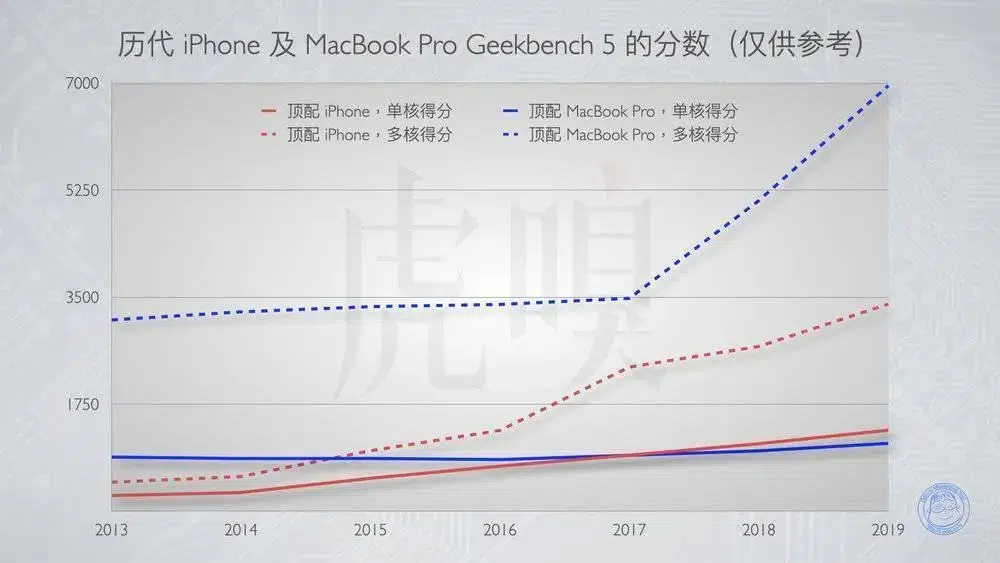 历代 iPhone 及 MacBook Pro Geekbench 5 的分数（仅供参考）
7000
顶配 iPhone，单核得分 顶配 MacBook Pro，单核得分
顶配 iPhone，多核得分 顶配 MacBook Pro，多核得分
5250
虎嗅
3500
1750
2013 2014 2015 2016 2017 2018 2019